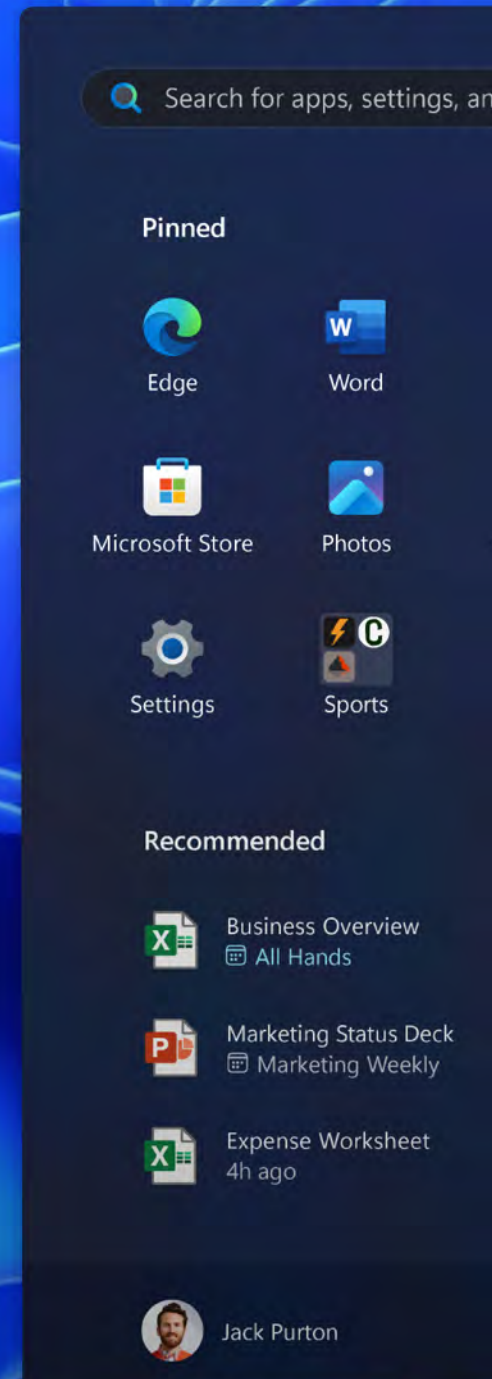 Search for apps, settings, an
Pinned
Edge
W
Word
Microsoft Store
Photos
C
Settings
Sports
Recommended
X
Business Overview
All Hands
P
Marketing Status Deck
Marketing Weekly
X
Expense Worksheet
4h ago
Jack Purton